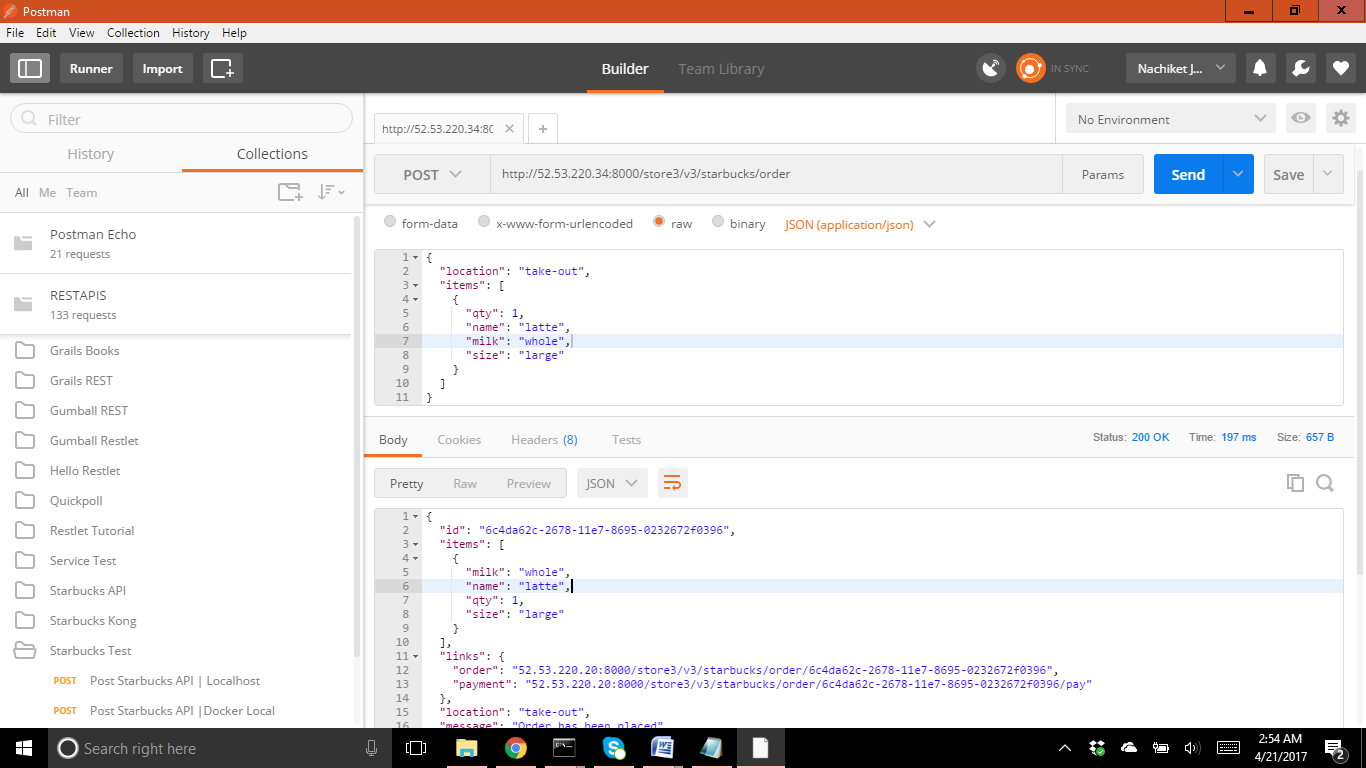 Postman
File Edit View Collection History Help
Runner Import Builder Team Library IN SYNC Nachiket J...
Filter
History Collections
All Me Team
Postman Echo
21 requests
RESTAPIS
133 requests
Grails Books
Grails REST
Gumball REST
Gumball Restlet
Hello Restlet
Quickpoll
Restlet Tutorial
Service Test
Starbucks API
Starbucks Kong
Starbucks Test
POST Post Starbucks API | Localhost
POST Post Starbucks API |Docker Local
http://52.53.220.34:80
No Environment
POST http://52.53.220.34:8000/store3/v3/starbucks/order Params Send Save
form-data x-www-form-urlencoded raw binary JSON (application/json)
1 {
2 "location": "take-out",
3 "items": [
4 {
5 "qty": 1,
6 "name": "latte",
7 "milk": "whole",
8 "size": "large"
9 }
10 ]
11 }
Body Cookies Headers (8) Tests Status: 200 OK Time: 197 ms Size: 657 B
Pretty Raw Preview JSON
1 {
2 "id": "6c4da62c-2678-11e7-8695-0232672f0396",
3 "items": [
4 {
5 "milk": "whole",
6 "name": "latte",
7 "qty": 1,
8 "size": "large"
9 }
10 ],
11 "links": {
12 "order": "52.53.220.20:8000/store3/v3/starbucks/order/6c4da62c-2678-11e7-8695-0232672f0396",
13 "payment": "52.53.220.20:8000/store3/v3/starbucks/order/6c4da62c-2678-11e7-8695-0232672f0396/pay"
14 },
15 "location": "take-out",
16 "message": "Order has been placed"
Search right here
2:54 AM
4/21/2017
2